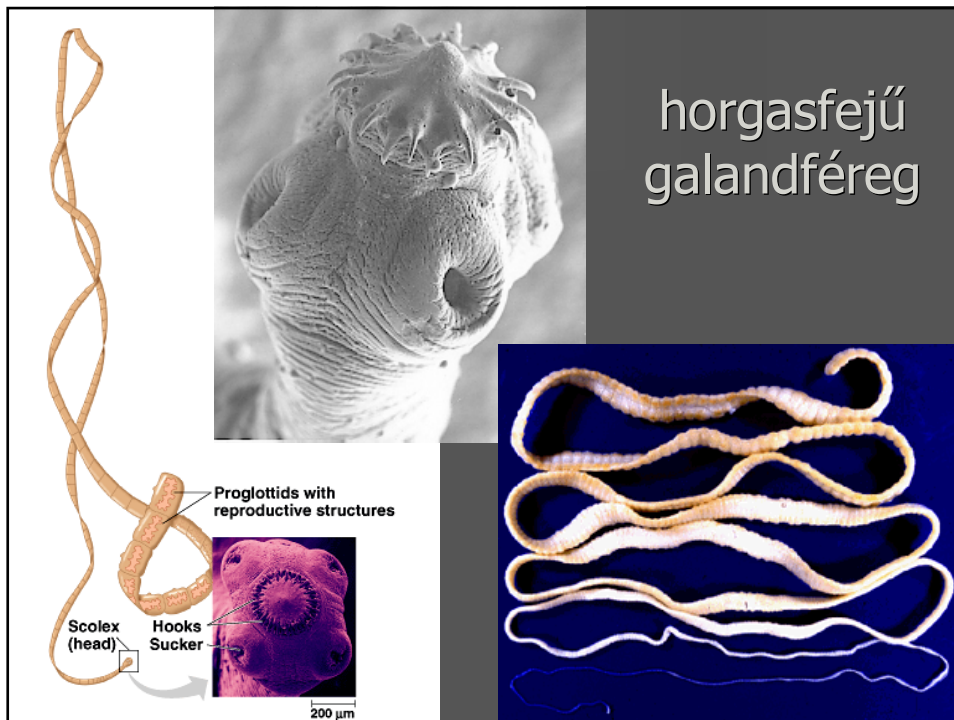 horgasfejű
galandféreg
Proglottids with
reproductive structures
Scolex
(head)
Hooks
Sucker
200 µm